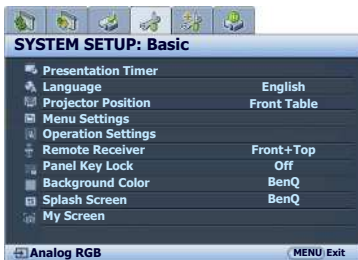 SYSTEM SETUP: Basic
Presentation Timer
Language English
Projector Position Front Table
Menu Settings
Operation Settings
Remote Receiver Front+Top
Panel Key Lock Off
Background Color BenQ
Splash Screen BenQ
My Screen
Analog RGB MENU Exit